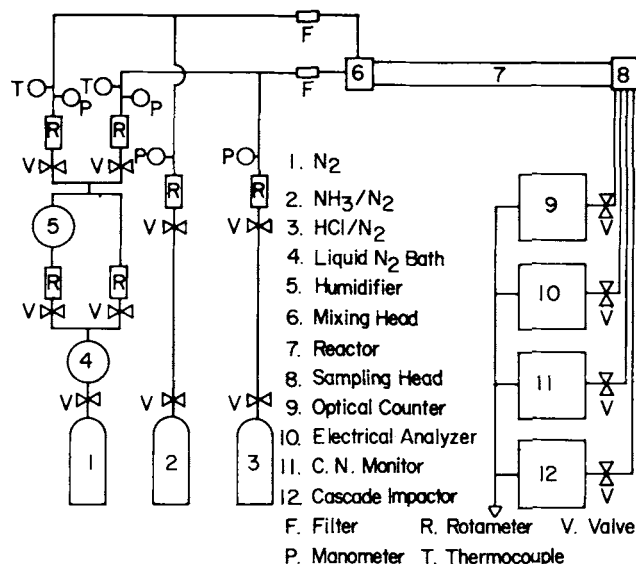 F
T
T
6
7
8
P
P
F
R
R
P
P
V
V
R
R
1. N2
V
V
2. NH3/N2
9
V
5
3. HCl/N2
4. Liquid N2 Bath
R
R
5. Humidifier
10
V
V
V
6. Mixing Head
4
7. Reactor
8. Sampling Head
11
V
V
V
V
9. Optical Counter
10. Electrical Analyzer
1
2
3
11. C. N. Monitor
12
V
12. Cascade Impactor
F. Filter R. Rotameter V. Valve
P. Manometer T. Thermocouple